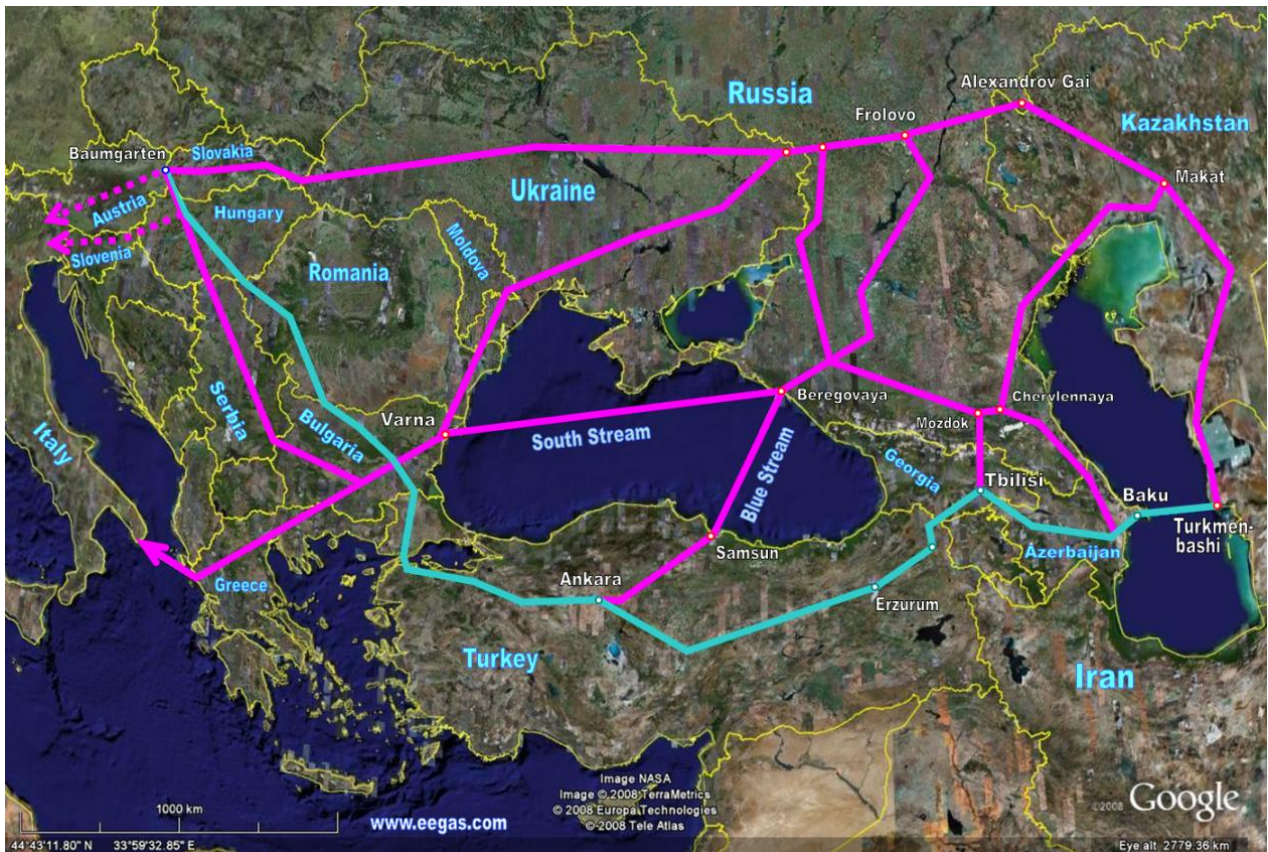 Alexandrov Gai
Russia
Frolovo
Kazakhstan
Baumgarten
Slovakia
Makat
Ukraine
Austria
Hungary
Moldova
Slovenia
Romania
Beregovaya
Chervlennaya
Serbia
Bulgaria
Varna
Mozdok
South Stream
Italy
Blue Stream
Georgia
Tbilisi
Baku
Turkmen-
bashi
Samsun
Azerbaijan
Ankara
Greece
Erzurum
Turkey
Iran
Image NASA
Image © 2008 TerraMetrics
© 2008 Europa Technologies
© 2008 Tele Atlas
1000 km
www.eegas.com
©2008 Google
44°43'11.80" N 33°59'32.85" E
Eye alt 2779.36 km